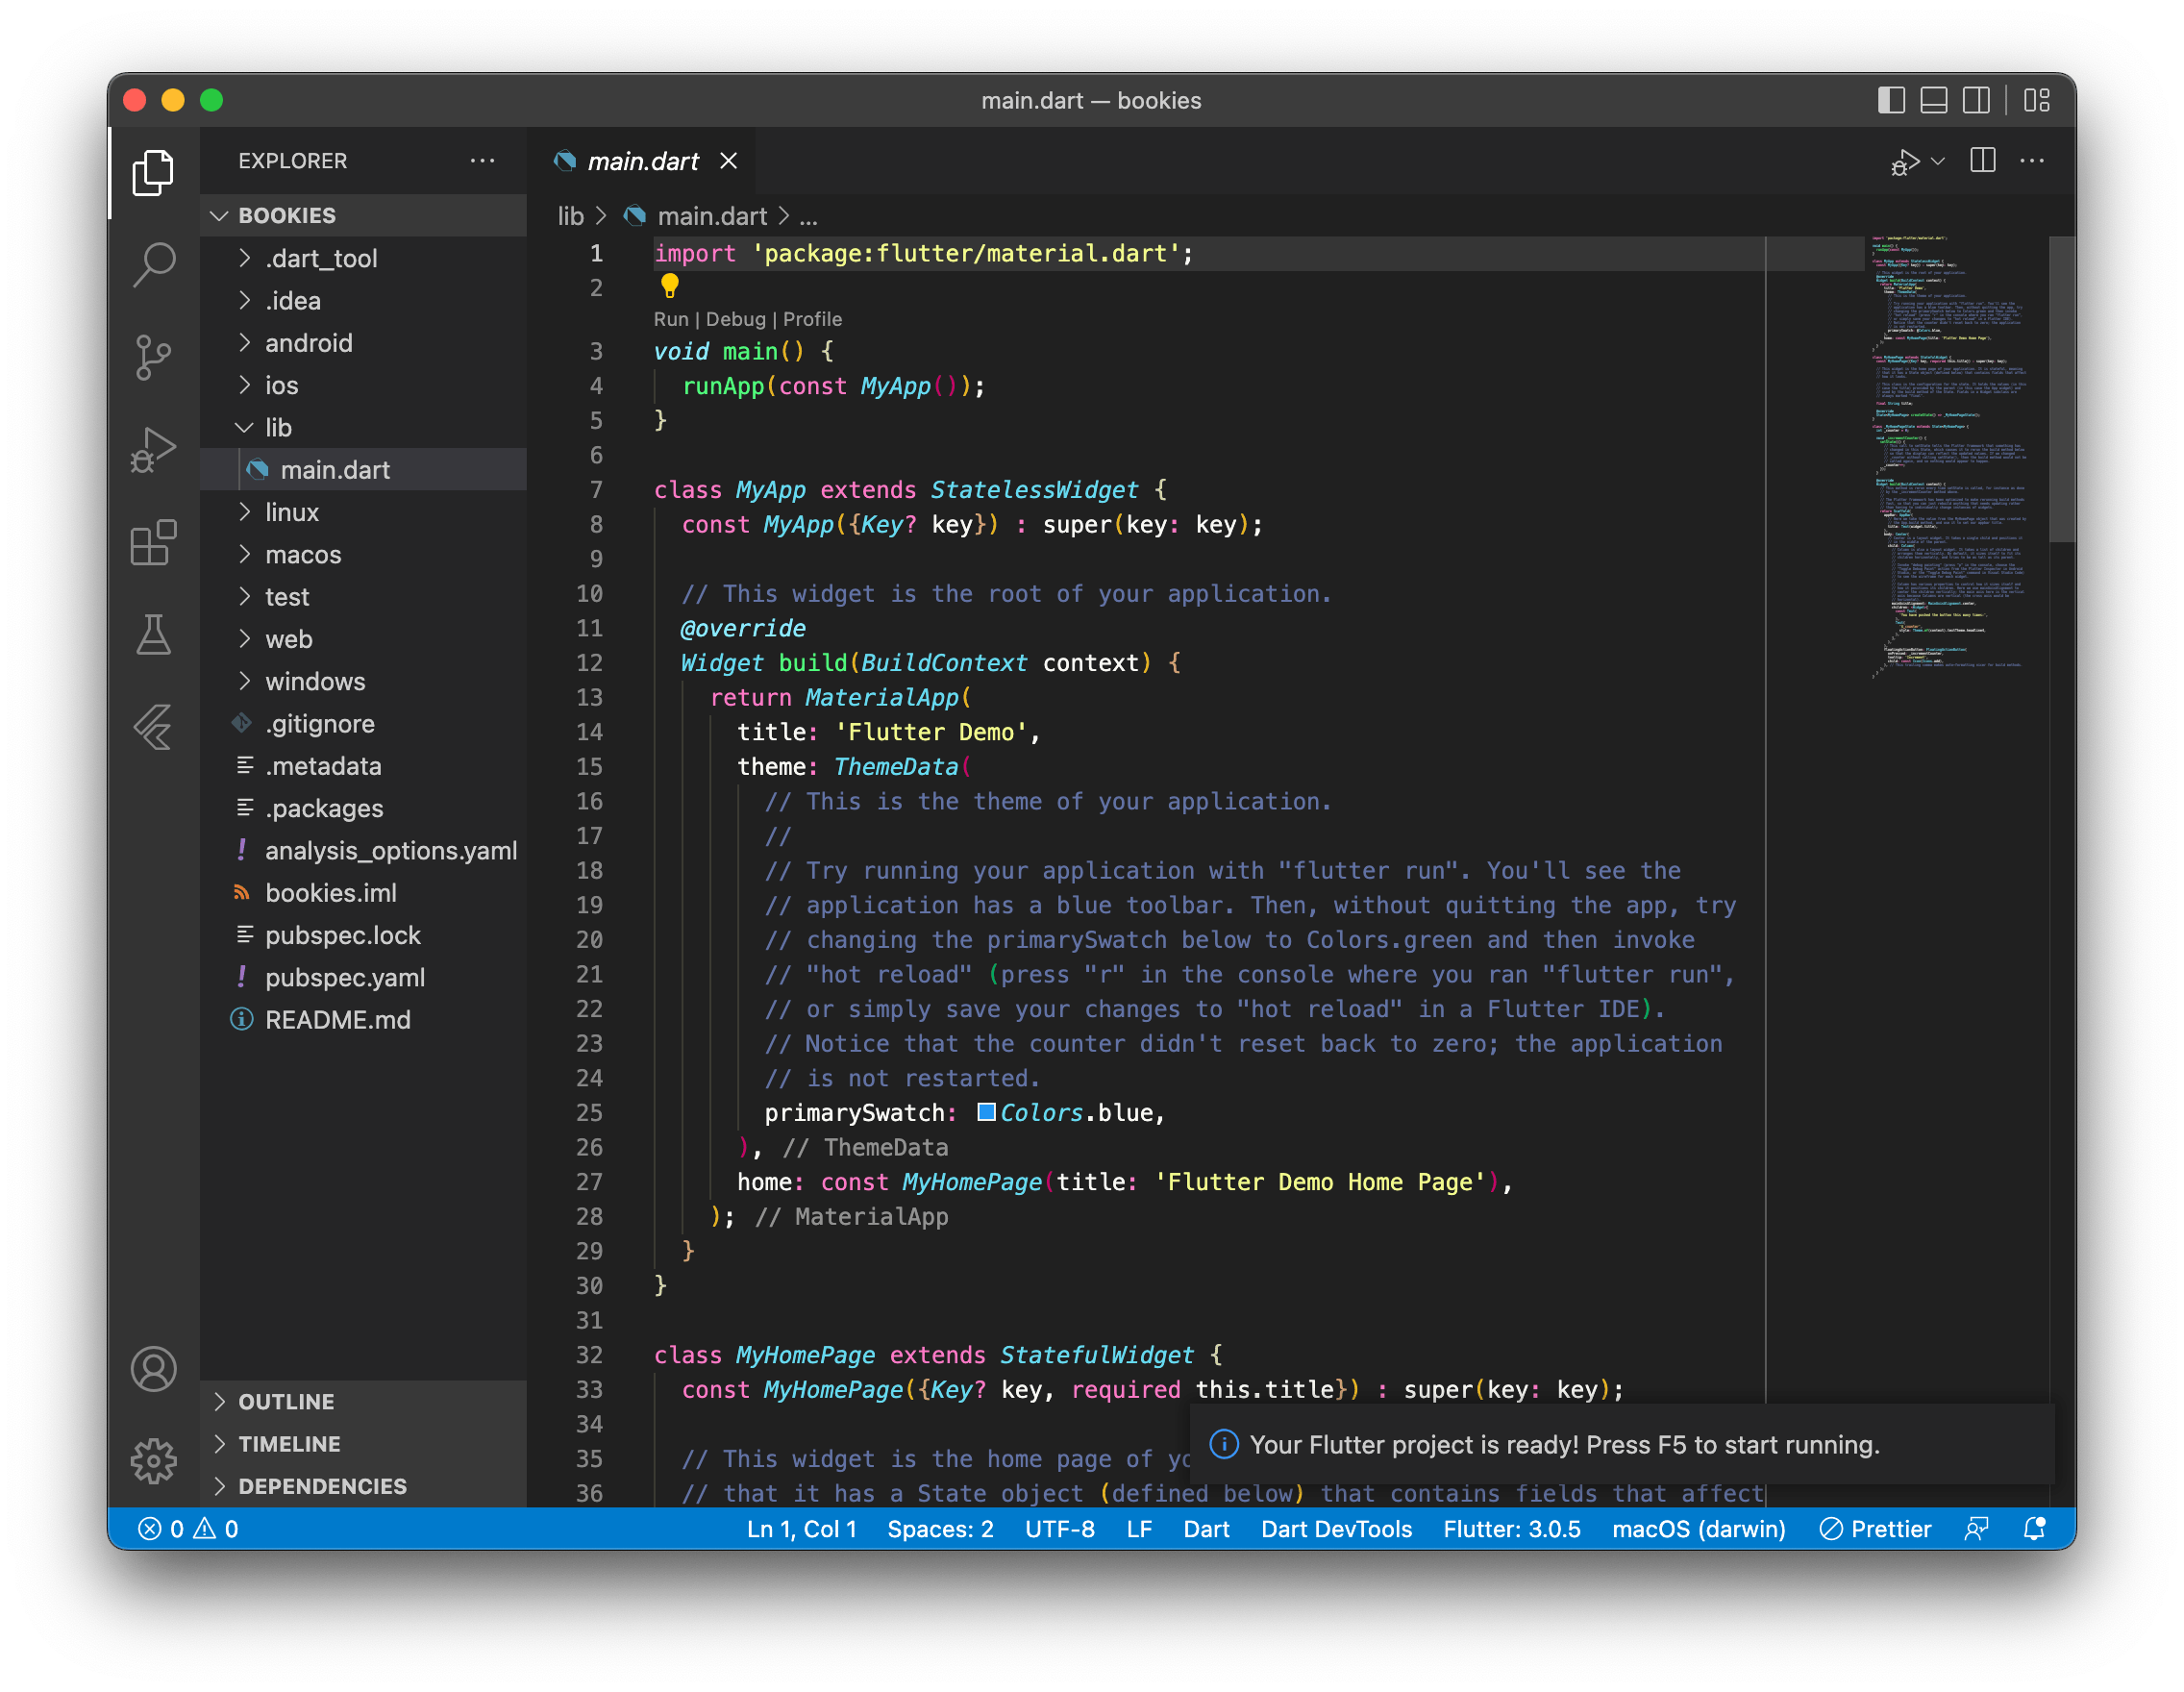 main.dart — bookies
EXPLORER
BOOKIES
.dart_tool
.idea
android
ios
lib
main.dart
linux
macos
test
web
windows
.gitignore
.metadata
.packages
analysis_options.yaml
bookies.iml
pubspec.lock
pubspec.yaml
README.md
OUTLINE
TIMELINE
DEPENDENCIES
main.dart
lib > main.dart > ...
1 import 'package:flutter/material.dart';
2
Run | Debug | Profile
3 void main() {
4 runApp(const MyApp());
5 }
6
7 class MyApp extends StatelessWidget {
8 const MyApp({Key? key}) : super(key: key);
9
10 // This widget is the root of your application.
11 @override
12 Widget build(BuildContext context) {
13 return MaterialApp(
14 title: 'Flutter Demo',
15 theme: ThemeData(
16 // This is the theme of your application.
17 //
18 // Try running your application with "flutter run". You'll see the
19 // application has a blue toolbar. Then, without quitting the app, try
20 // changing the primarySwatch below to Colors.green and then invoke
21 // "hot reload" (press "r" in the console where you ran "flutter run",
22 // or simply save your changes to "hot reload" in a Flutter IDE).
23 // Notice that the counter didn't reset back to zero; the application
24 // is not restarted.
25 primarySwatch: Colors.blue,
26 ), // ThemeData
27 home: const MyHomePage(title: 'Flutter Demo Home Page'),
28 ); // MaterialApp
29 }
30 }
31
32 class MyHomePage extends StatefulWidget {
33 const MyHomePage({Key? key, required this.title}) : super(key: key);
34
35 // This widget is the home page of yo
36 // that it has a State object (defined below) that contains fields that affect
Your Flutter project is ready! Press F5 to start running.
0 0 Ln 1, Col 1 Spaces: 2 UTF-8 LF Dart Dart DevTools Flutter: 3.0.5 macOS (darwin) Prettier